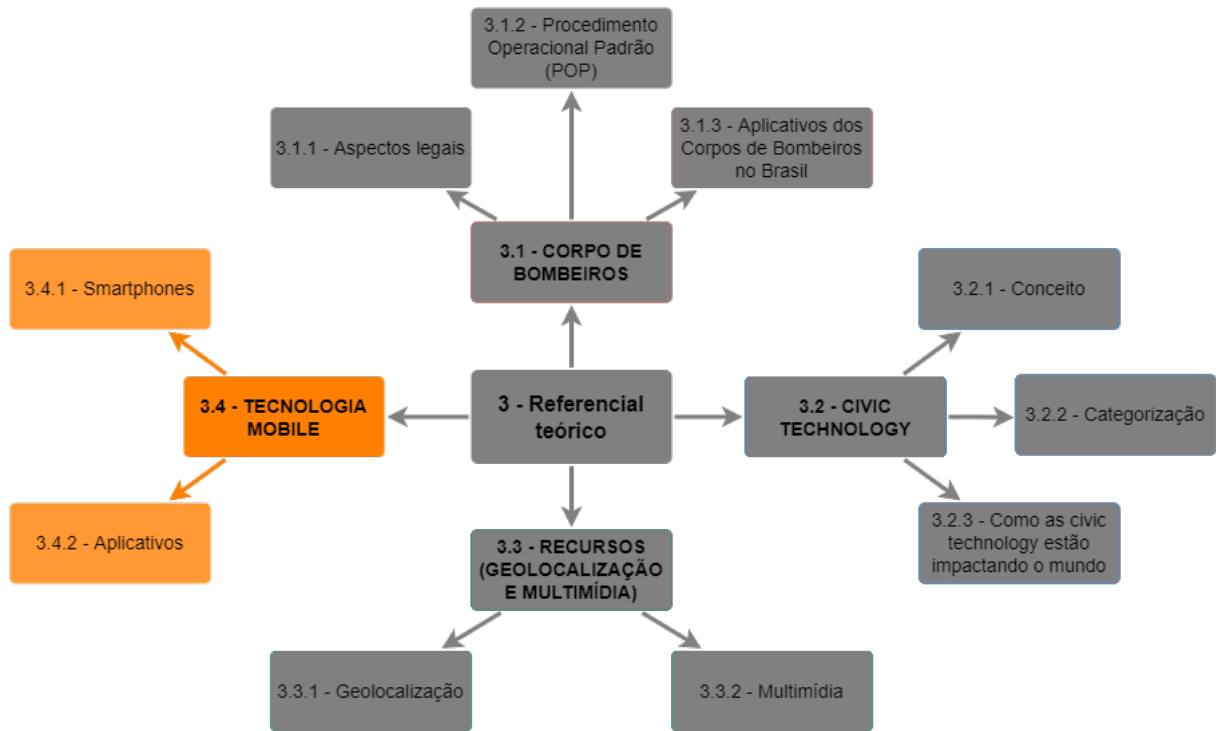 3.1.2 - Procedimento
Operacional Padrão
(POP)
3.1.1 - Aspectos legais
3.1.3 - Aplicativos dos
Corpos de Bombeiros
no Brasil
3.1 - CORPO DE
BOMBEIROS
3.4.1 - Smartphones
3.2.1 - Conceito
3.4 - TECNOLOGIA
MOBILE
3 - Referencial
teórico
3.2 - CIVIC
TECHNOLOGY
3.2.2 - Categorização
3.4.2 - Aplicativos
3.2.3 - Como as civic
technology estão
impactando o mundo
3.3 - RECURSOS
(GEOLOCALIZAÇÃO
E MULTIMÍDIA)
3.3.1 - Geolocalização
3.3.2 - Multimídia